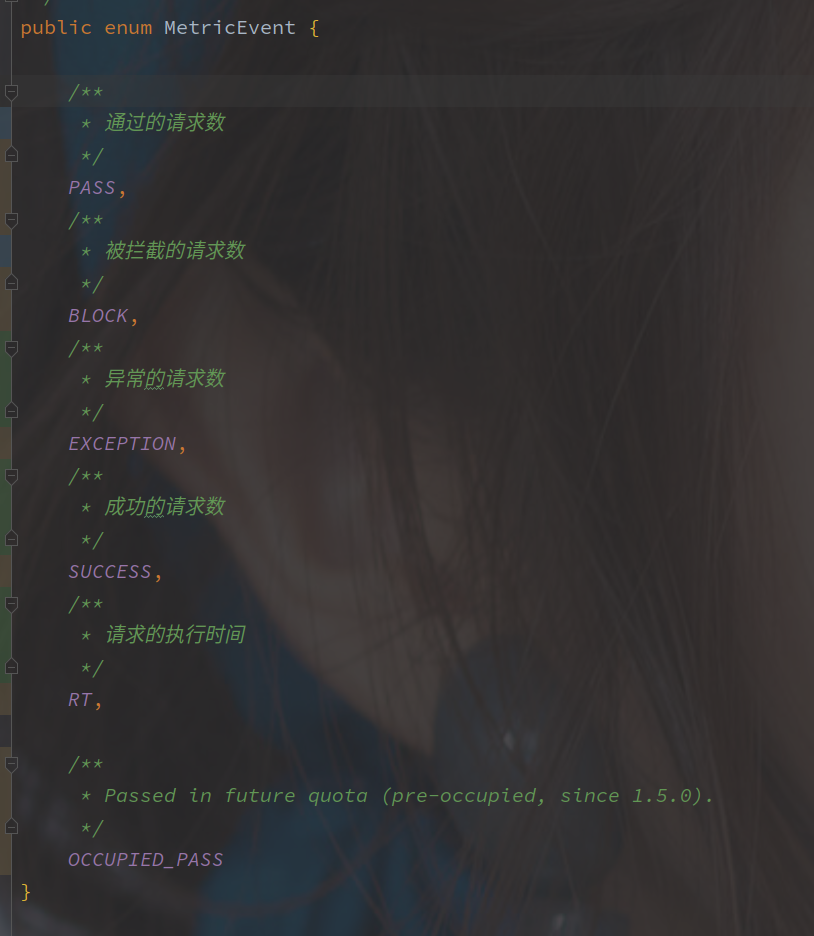 public enum MetricEvent {
/**
* 通过的请求数
*/
PASS,
/**
* 被拦截的请求数
*/
BLOCK,
/**
* 异常的请求数
*/
EXCEPTION,
/**
* 成功的请求数
*/
SUCCESS,
/**
* 请求的执行时间
*/
RT,
/**
* Passed in future quota (pre-occupied, since 1.5.0).
*/
OCCUPIED_PASS
}